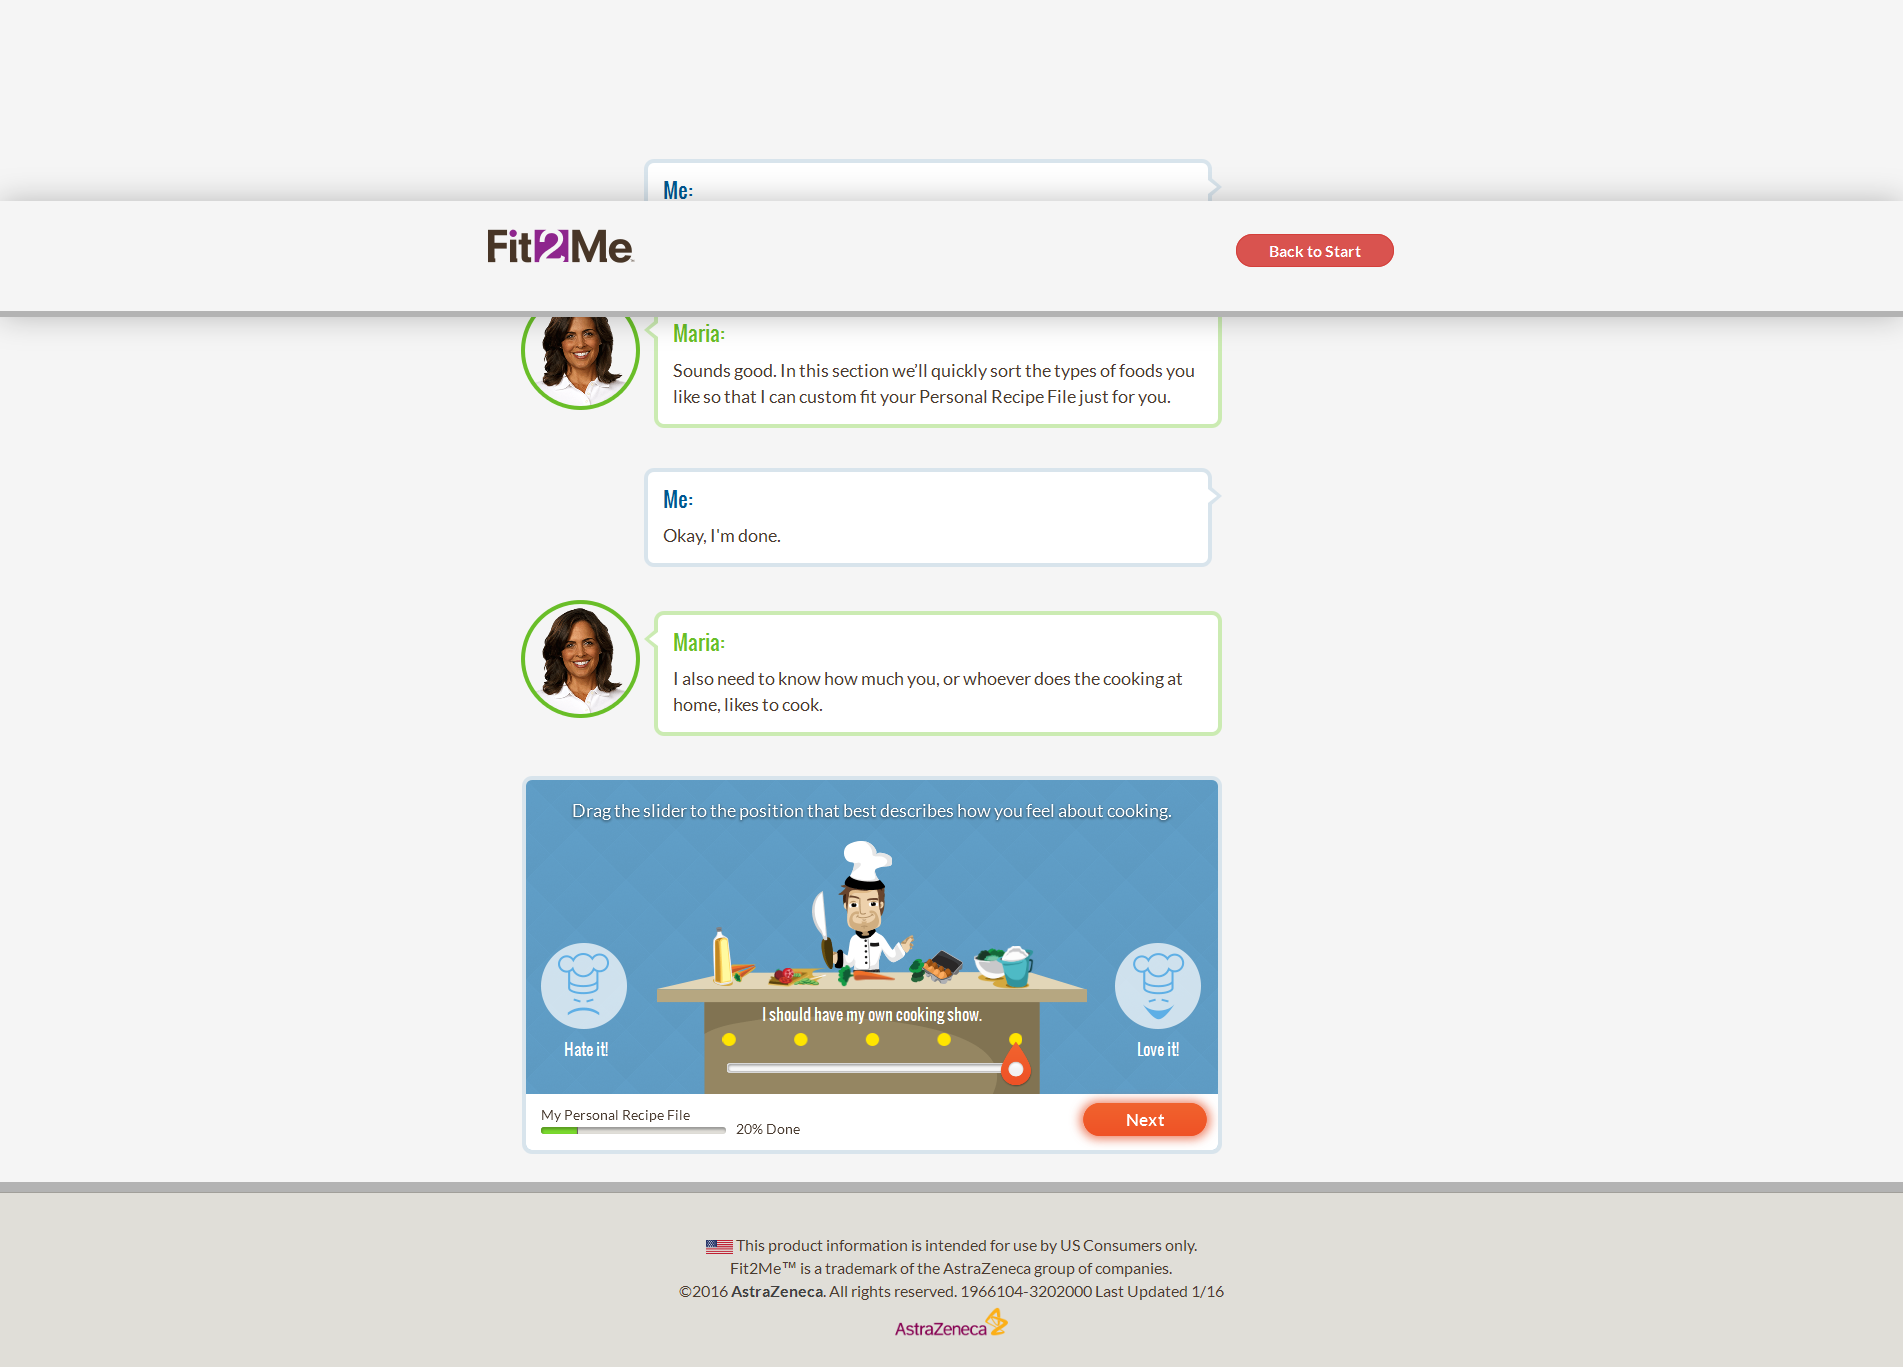 Me:
Fit2Me™
Back to Start
Maria:
Sounds good. In this section we’ll quickly sort the types of foods you
like so that I can custom fit your Personal Recipe File just for you.
Me:
Okay, I'm done.
Maria:
I also need to know how much you, or whoever does the cooking at
home, likes to cook.
Drag the slider to the position that best describes how you feel about cooking.
I should have my own cooking show.
Hate it!
Love it!
My Personal Recipe File
20% Done
Next
This product information is intended for use by US Consumers only.
Fit2Me™ is a trademark of the AstraZeneca group of companies.
©2016 AstraZeneca. All rights reserved. 1966104-3202000 Last Updated 1/16
AstraZeneca